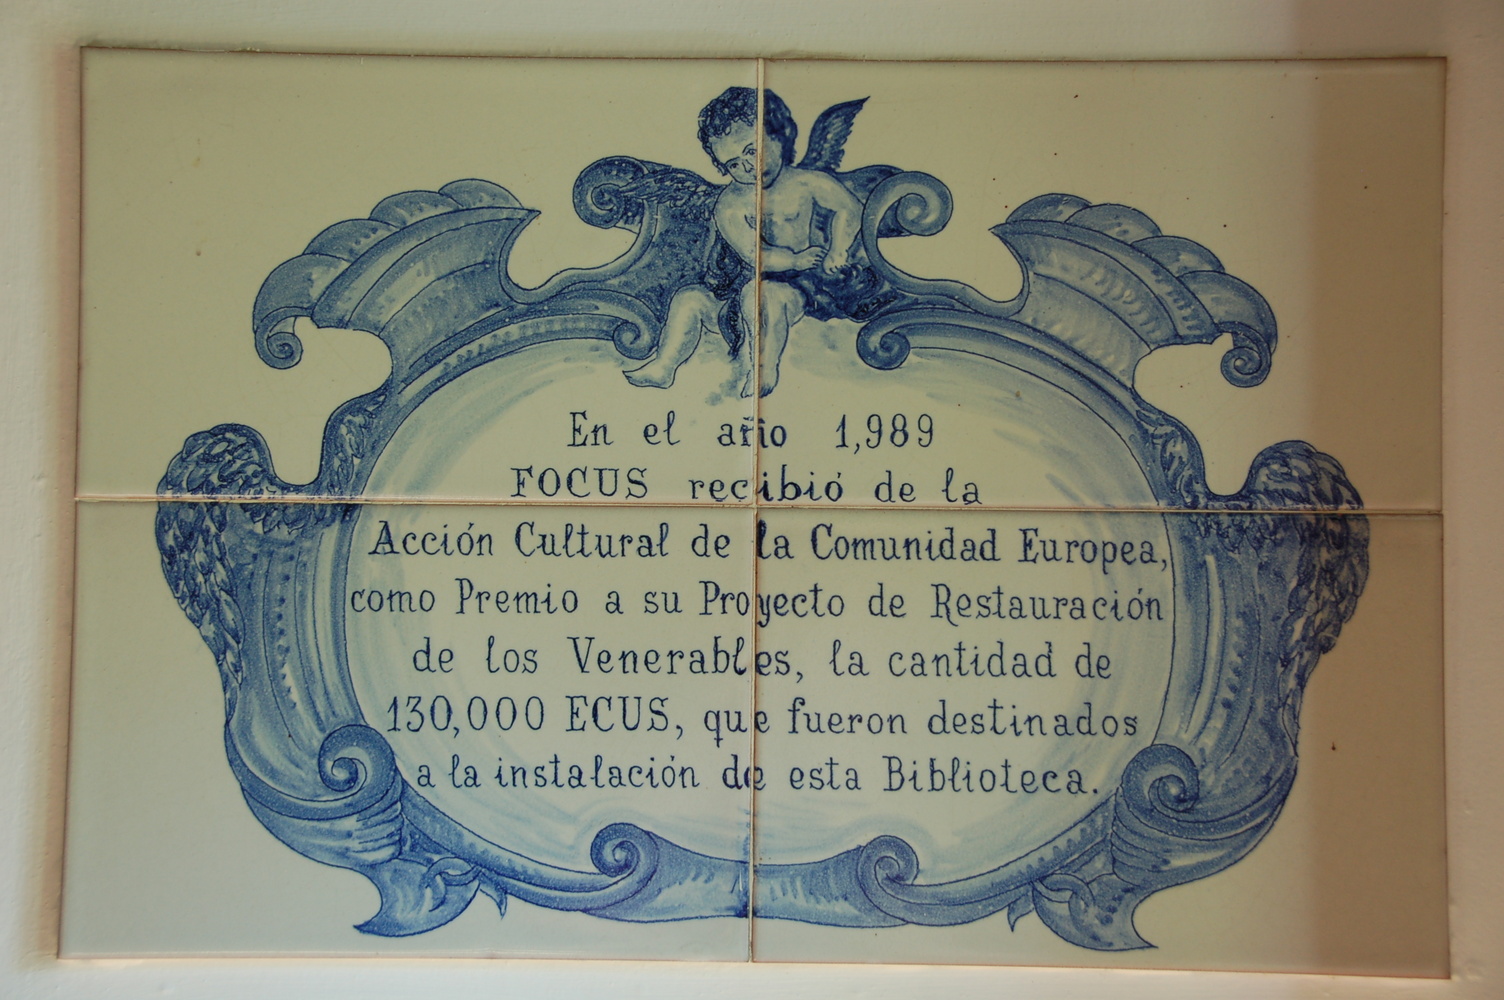 En el año 1,989
FOCUS recibió de la
Acción Cultural de la Comunidad Europea,
como Premio a su Proyecto de Restauración
de los Venerables, la cantidad de
130,000 ECUS, que fueron destinados
a la instalación de esta Biblioteca.